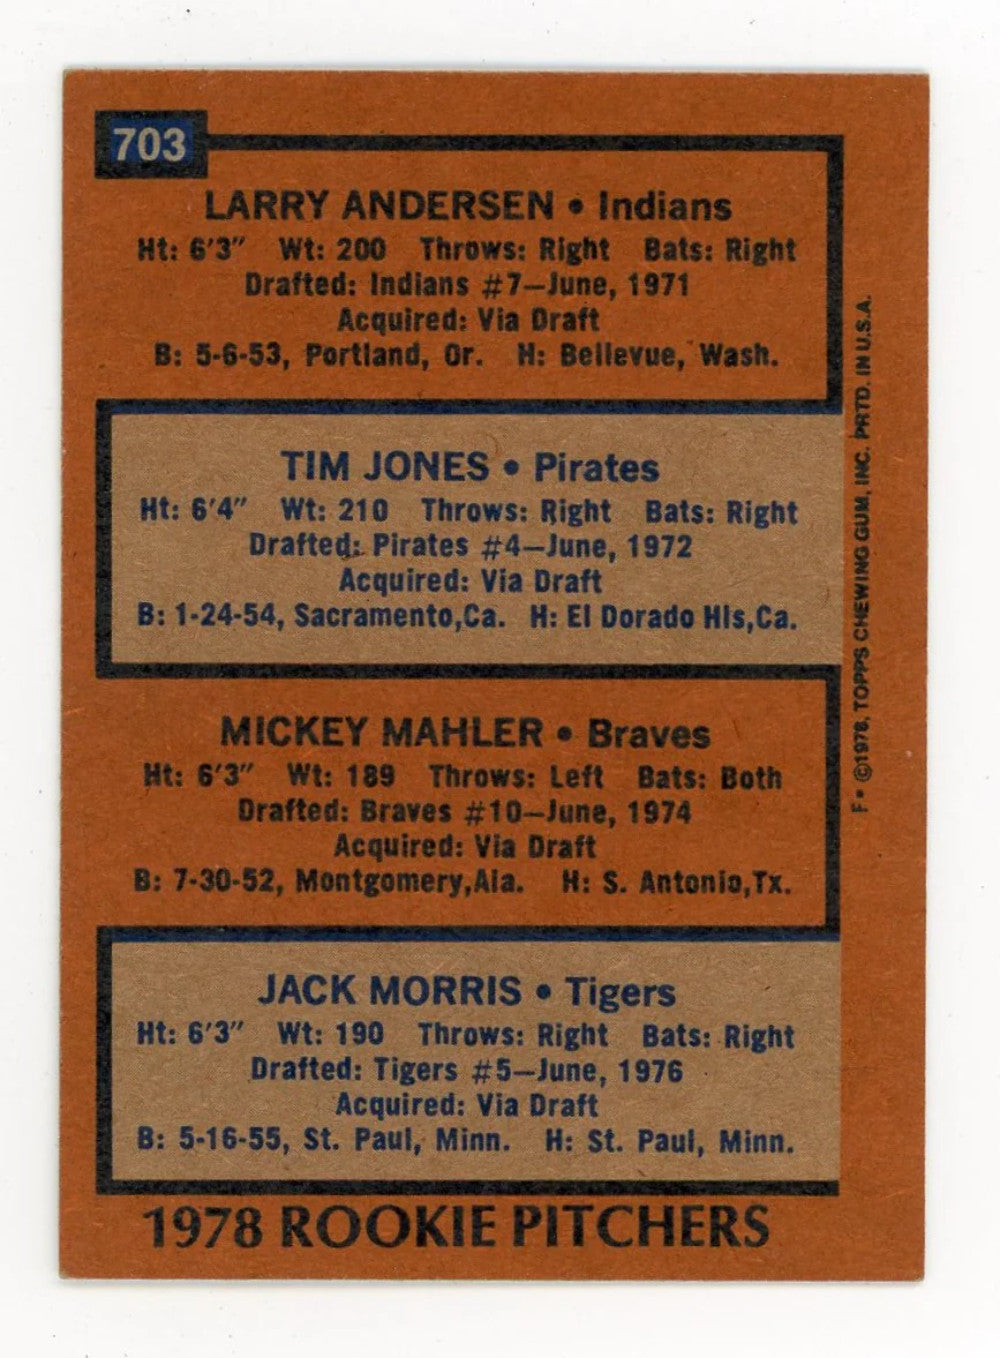 703
LARRY ANDERSEN • Indians
Ht: 6'3" Wt: 200 Throws: Right Bats: Right
Drafted: Indians #7—June, 1971
Acquired: Via Draft
B: 5-6-53, Portland, Or. H: Bellevue, Wash.
TIM JONES • Pirates
Ht: 6'4" Wt: 210 Throws: Right Bats: Right
Drafted: Pirates #4—June, 1972
Acquired: Via Draft
B: 1-24-54, Sacramento,Ca. H: El Dorado Hls,Ca.
MICKEY MAHLER • Braves
Ht: 6'3" Wt: 189 Throws: Left Bats: Both
Drafted: Braves #10—June, 1974
Acquired: Via Draft
B: 7-30-52, Montgomery,Ala. H: S. Antonio,Tx.
JACK MORRIS • Tigers
Ht: 6'3" Wt: 190 Throws: Right Bats: Right
Drafted: Tigers #5—June, 1976
Acquired: Via Draft
B: 5-16-55, St. Paul, Minn. H: St. Paul, Minn.
1978 ROOKIE PITCHERS
F* ©1978, TOPPS CHEWING GUM, INC. PRTD. IN U.S.A.